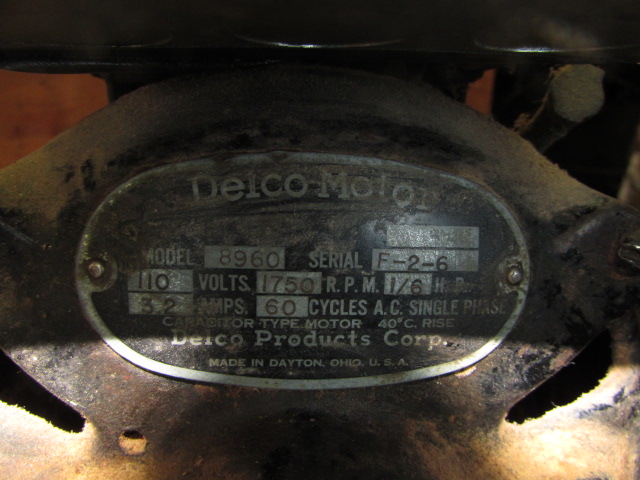 Delco-Motor
MODEL 8960 SERIAL F-2-6
110 VOLTS. 1750 R.P.M. 1/6 H.P.
3.2 AMPS. 60 CYCLES A.C. SINGLE PHASE
CAPACITOR TYPE MOTOR 40°C. RISE
Delco Products Corp.
MADE IN DAYTON, OHIO, U.S.A.